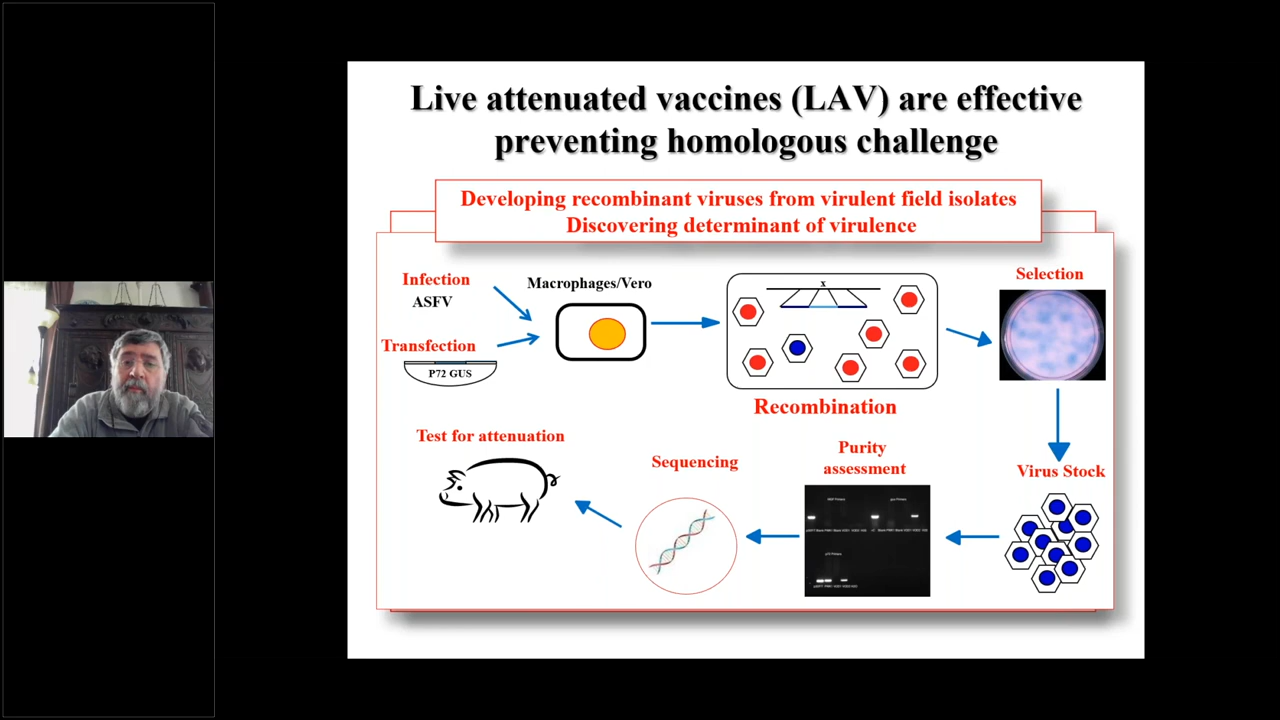 Live attenuated vaccines (LAV) are effective
preventing homologous challenge
Developing recombinant viruses from virulent field isolates
Discovering determinant of virulence
Infection
ASFV
Transfection
P72 GUS
Macrophages/Vero
x
Recombination
Selection
Virus Stock
Purity
assessment
Sequencing
Test for attenuation